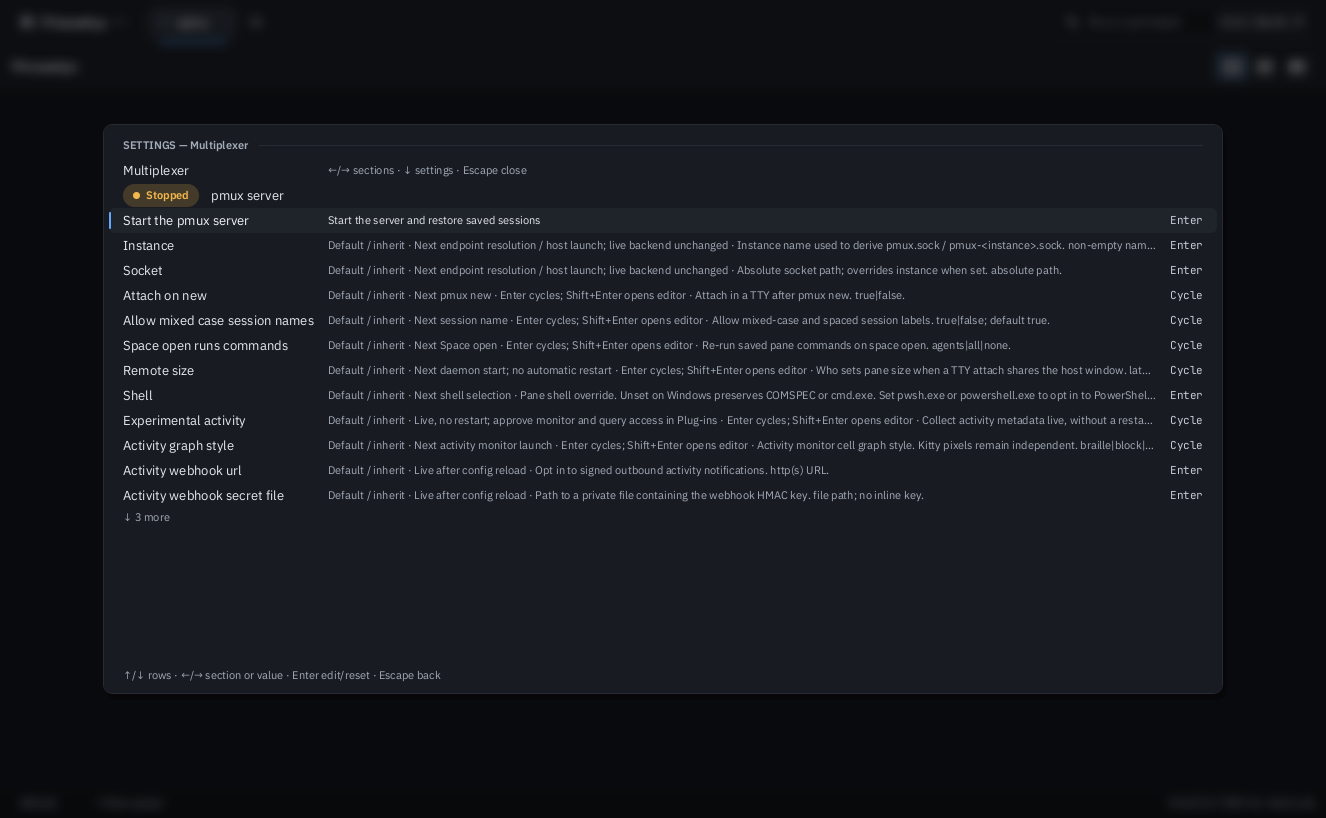 SETTINGS — Multiplexer
Multiplexer ←/→ sections · ↓ settings · Escape close
Stopped pmux server
Start the pmux server Start the server and restore saved sessions Enter
Instance Default / inherit · Next endpoint resolution / host launch; live backend unchanged · Instance name used to derive pmux.sock / pmux-<instance>.sock. non-empty nam… Enter
Socket Default / inherit · Next endpoint resolution / host launch; live backend unchanged · Absolute socket path; overrides instance when set. absolute path. Enter
Attach on new Default / inherit · Next pmux new · Enter cycles; Shift+Enter opens editor · Attach in a TTY after pmux new. true|false. Cycle
Allow mixed case session names Default / inherit · Next session name · Enter cycles; Shift+Enter opens editor · Allow mixed-case and spaced session labels. true|false; default true. Cycle
Space open runs commands Default / inherit · Next Space open · Enter cycles; Shift+Enter opens editor · Re-run saved pane commands on space open. agents|all|none. Cycle
Remote size Default / inherit · Next daemon start; no automatic restart · Enter cycles; Shift+Enter opens editor · Who sets pane size when a TTY attach shares the host window. lat… Cycle
Shell Default / inherit · Next shell selection · Pane shell override. Unset on Windows preserves COMSPEC or cmd.exe. Set pwsh.exe or powershell.exe to opt in to PowerShel… Enter
Experimental activity Default / inherit · Live, no restart; approve monitor and query access in Plug-ins · Enter cycles; Shift+Enter opens editor · Collect activity metadata live, without a resta… Cycle
Activity graph style Default / inherit · Next activity monitor launch · Enter cycles; Shift+Enter opens editor · Activity monitor cell graph style. Kitty pixels remain independent. braille|block|… Cycle
Activity webhook url Default / inherit · Live after config reload · Opt in to signed outbound activity notifications. http(s) URL. Enter
Activity webhook secret file Default / inherit · Live after config reload · Path to a private file containing the webhook HMAC key. file path; no inline key. Enter
↓ 3 more
↑/↓ rows · ←/→ section or value · Enter edit/reset · Escape back